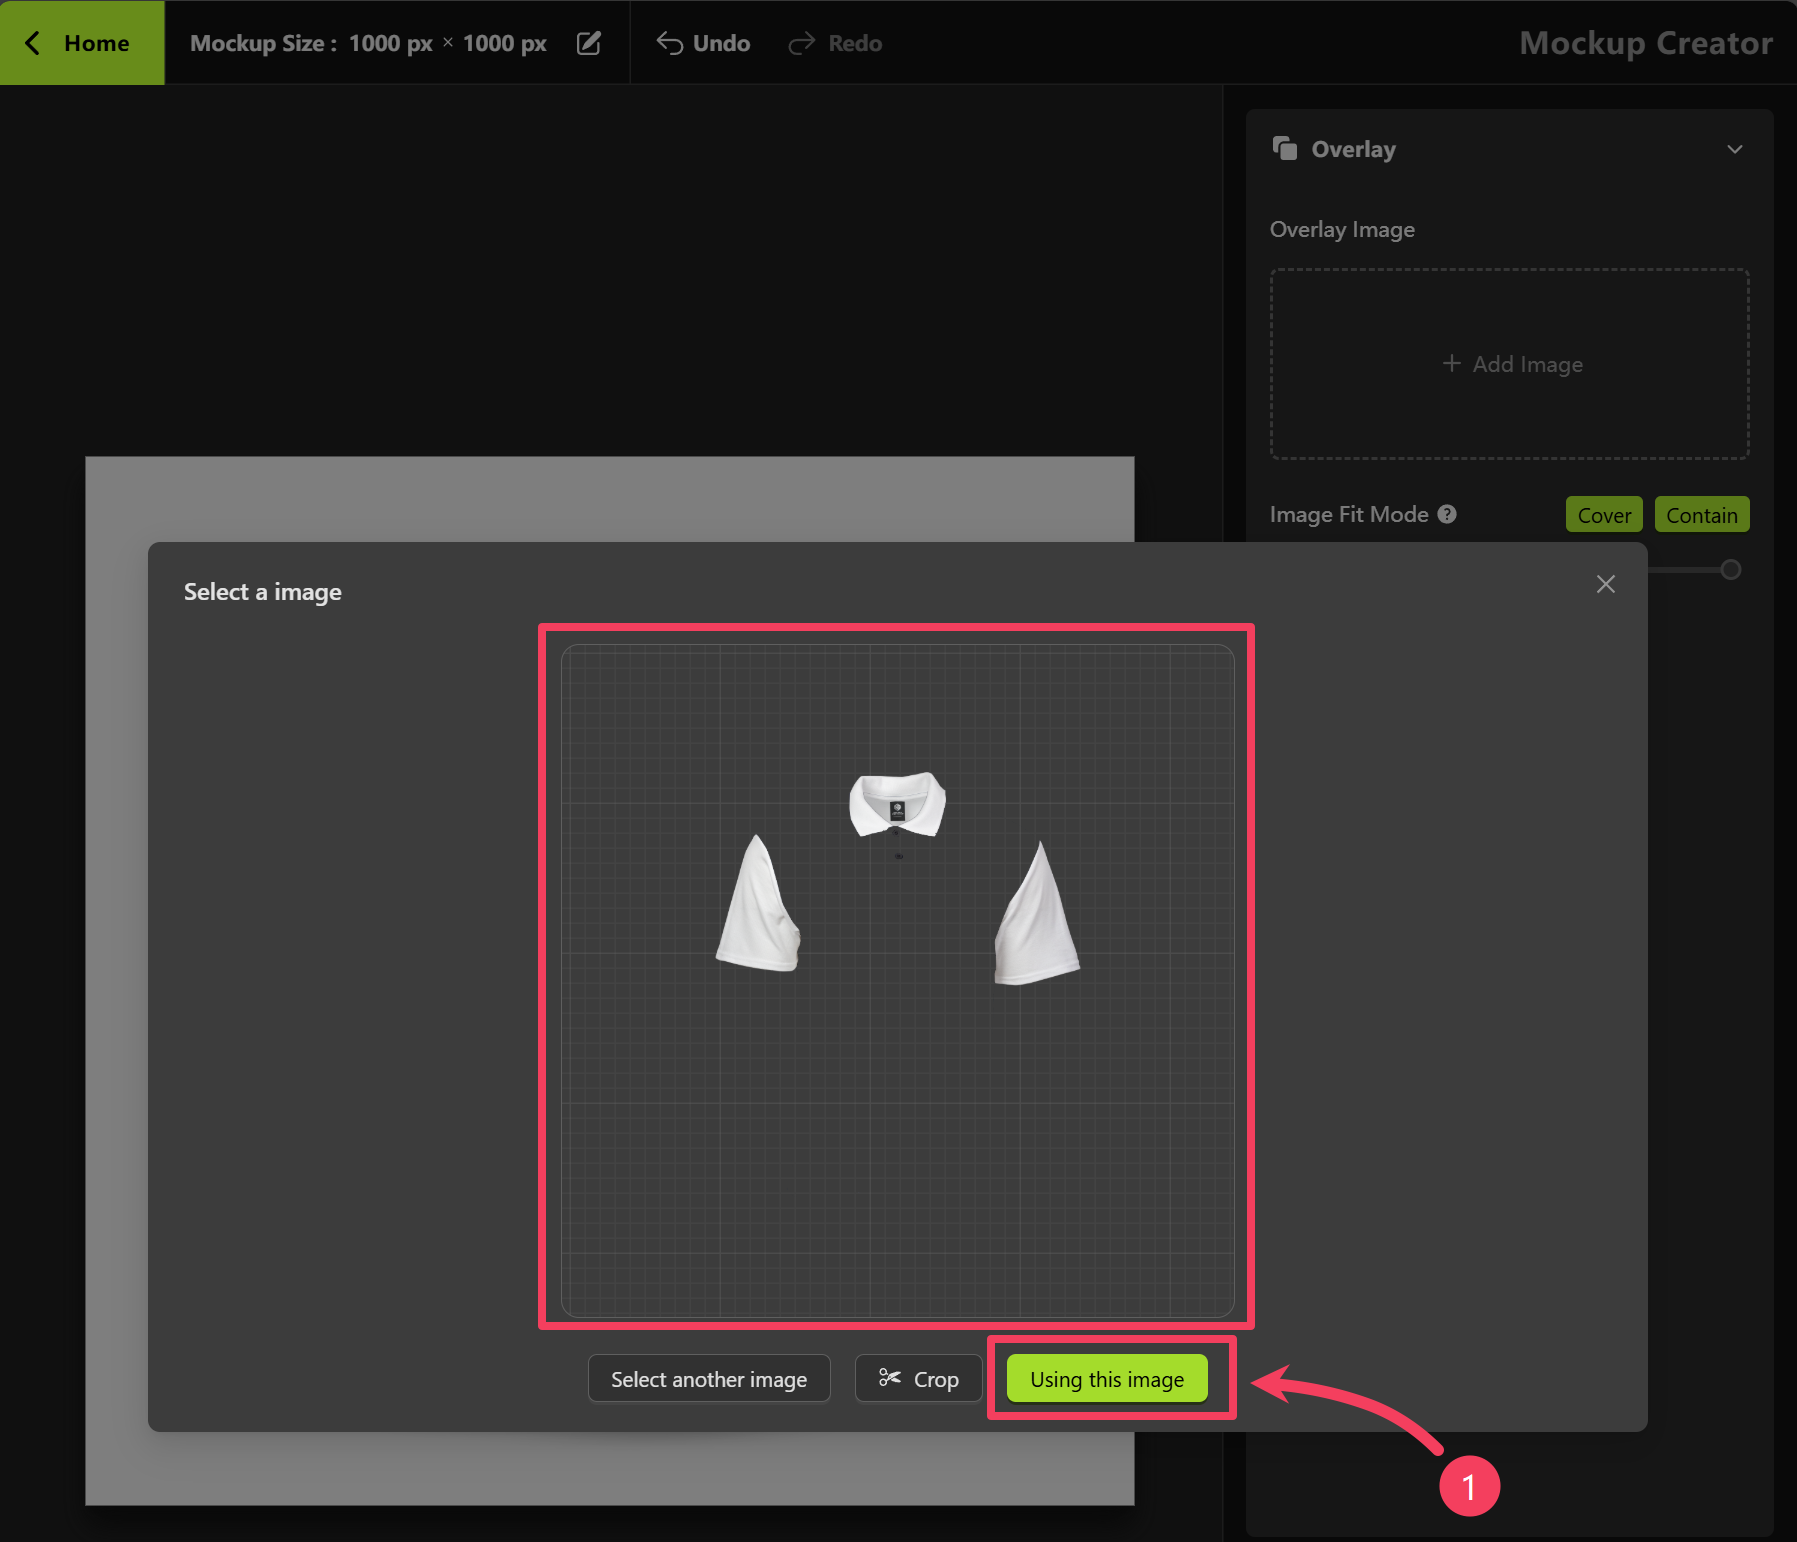 Home
Mockup Size : 1000 px × 1000 px
Undo
Redo
Mockup Creator
Overlay
Overlay Image
+ Add Image
Image Fit Mode ?
Cover
Contain
Select a image
Select another image
Crop
Using this image
1